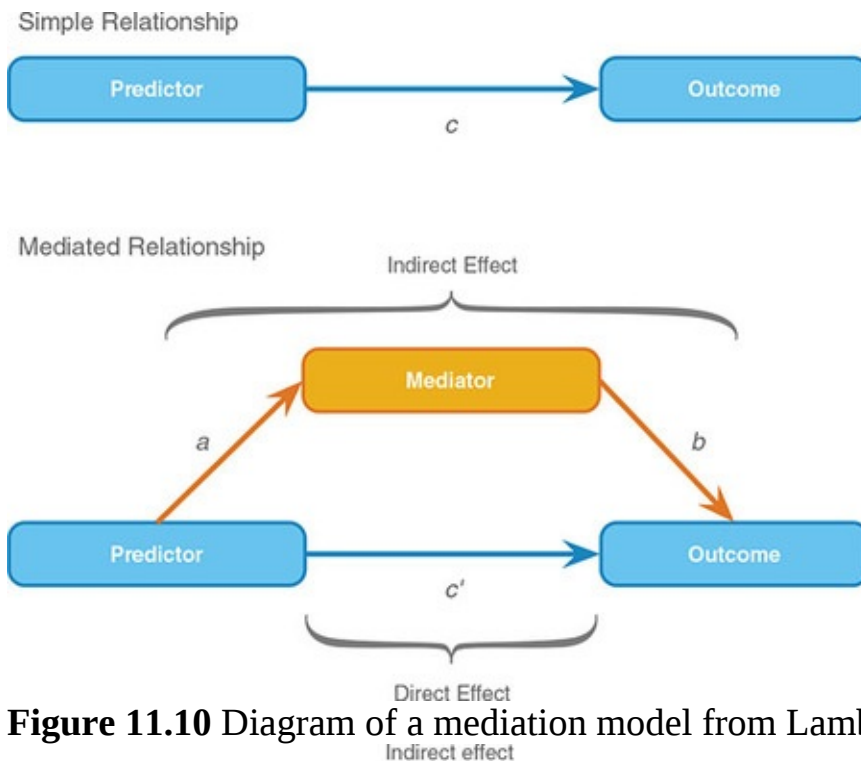 Simple Relationship
Predictor
Outcome
c
Mediated Relationship
Indirect Effect
Mediator
a
b
Predictor
Outcome
c'
Direct Effect
Figure 11.10 Diagram of a mediation model from Lamb
Indirect effect